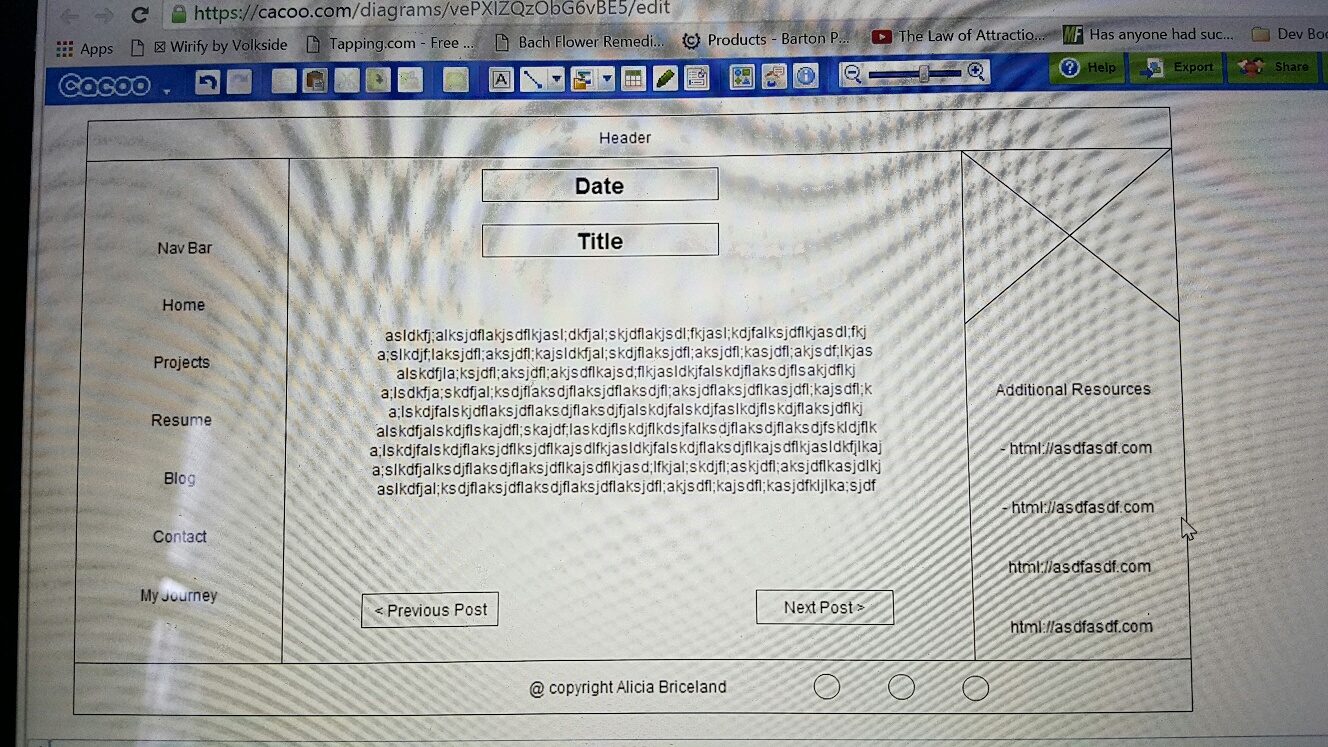 https://cacoo.com/diagrams/vePXIZQzObG6vBE5/edit
Apps Wirify by Volkside Tapping.com - Free ... Bach Flower Remedi... Products - Barton P... The Law of Attractio... Has anyone had suc... Dev Boo
Cacoo A Help Export Share
Header
Date
Title
Nav Bar
Home
Projects
Resume
Blog
Contact
My Journey
asldkfj;alksjdflakjsdflkjasl;dkfjal;skjdflakjsdl;fkjasl;kdjfalksjdflkjasdl;fkj
a;slkdjf;laksjdfl;aksjdfl;kajsldkfjal;skdjflaksjdfl;aksjdfl;kasjdfl;akjsdf;lkjas
alskdfjla;ksjdfl;aksjdfl;akjsdflkajsd;flkjasldkjfalskdjflaksdjflsakjdflkj
a;lsdkfja;skdfjal;ksdjflaksdjflaksjdflaksdjfl;aksjdflaksjdflkasjdfl;kajsdfl;k
a;lskdjfalskjdflaksjdflaksdjflaksdjfjalskdjfalskdjfaslkdjflskdjflaksjdflkj
alskdfjalskdjflskajdfl;skajdf;laskdjflskdjflkdsjfalksdjflaksdjflaksdjfskldjflk
a;lskdjfalskdjflaksjdflksjdflkajsdlfkjasldkjfalskdjflaksdjflkajsdflkjasldkfjlkaj
a;slkdfjalksdjflaksdjflaksjdflkajsdflkjasd;lfkjal;skdjfl;askjdfl;aksjdflkasjdlkj
aslkdfjal;ksdjflaksjdflaksdjflaksjdflaksjdfl;akjsdfl;kajsdfl;kasjdfkljlka;sjdf
< Previous Post
Next Post >
Additional Resources
- html://asdfasdf.com
- html://asdfasdf.com
html://asdfasdf.com
html://asdfasdf.com
@ copyright Alicia Briceland